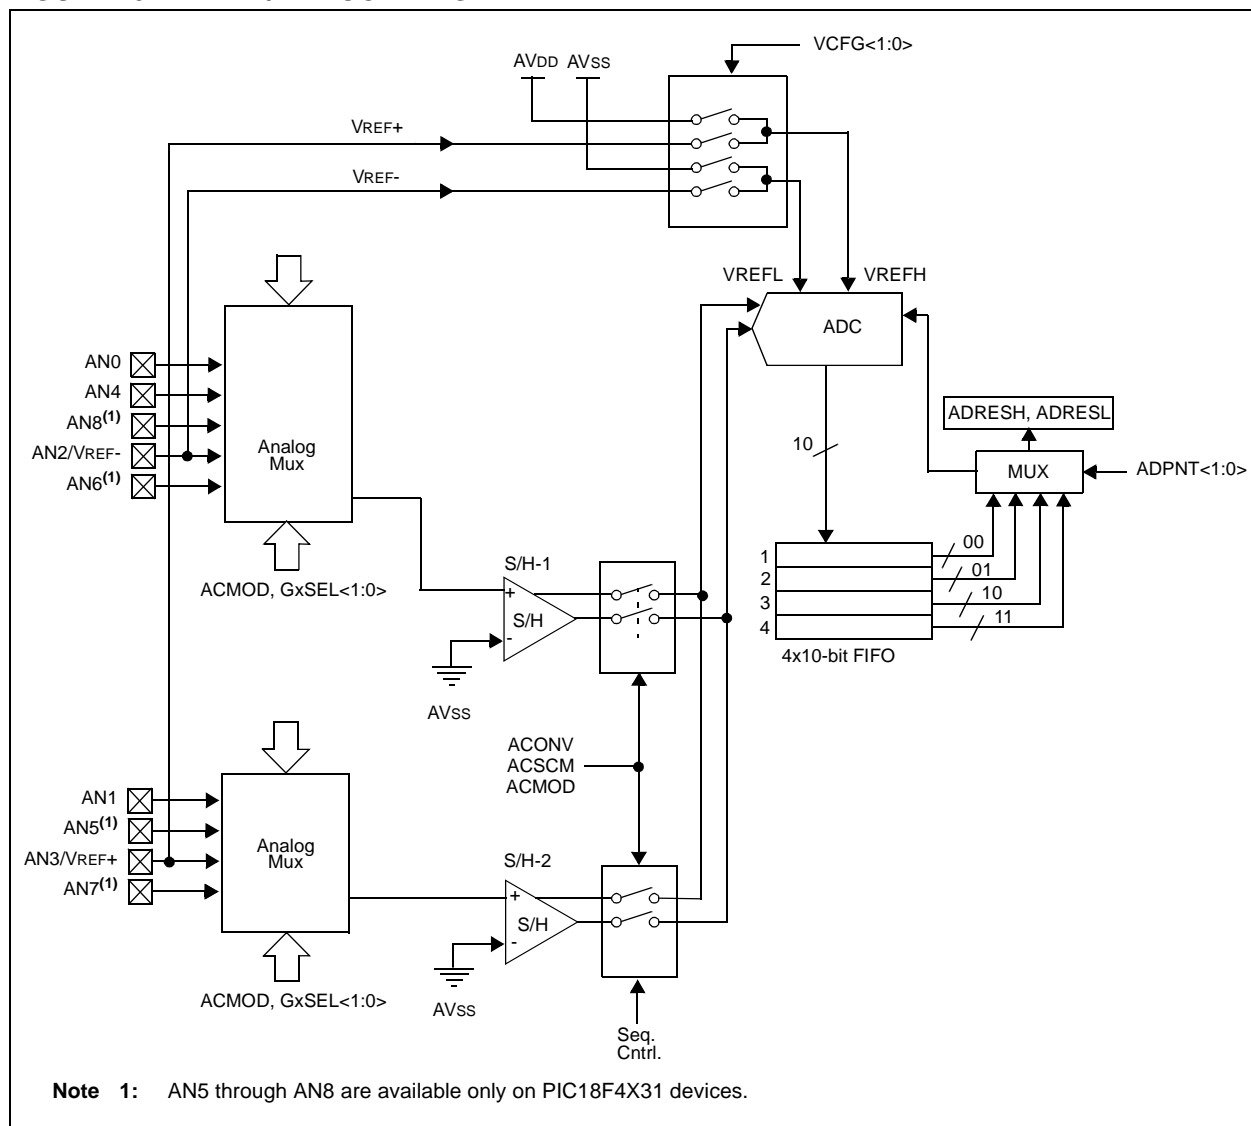 VCFG<1:0>
AVDD AVSS
VREF+
VREF-
VREFL VREFH
ADC
AN0
AN4
AN8(1)
AN2/VREF-
AN6(1)
Analog
Mux
10
ADRESH, ADRESL
MUX
ADPNT<1:0>
ACMOD, GxSEL<1:0>
S/H-1
+
S/H
-
AVSS
1
2
3
4
00
01
10
11
4x10-bit FIFO
ACONV
ACSCM
ACMOD
AN1
AN5(1)
AN3/VREF+
AN7(1)
Analog
Mux
S/H-2
+
S/H
-
AVSS
ACMOD, GxSEL<1:0>
Seq.
Cntrl.
Note 1: AN5 through AN8 are available only on PIC18F4X31 devices.